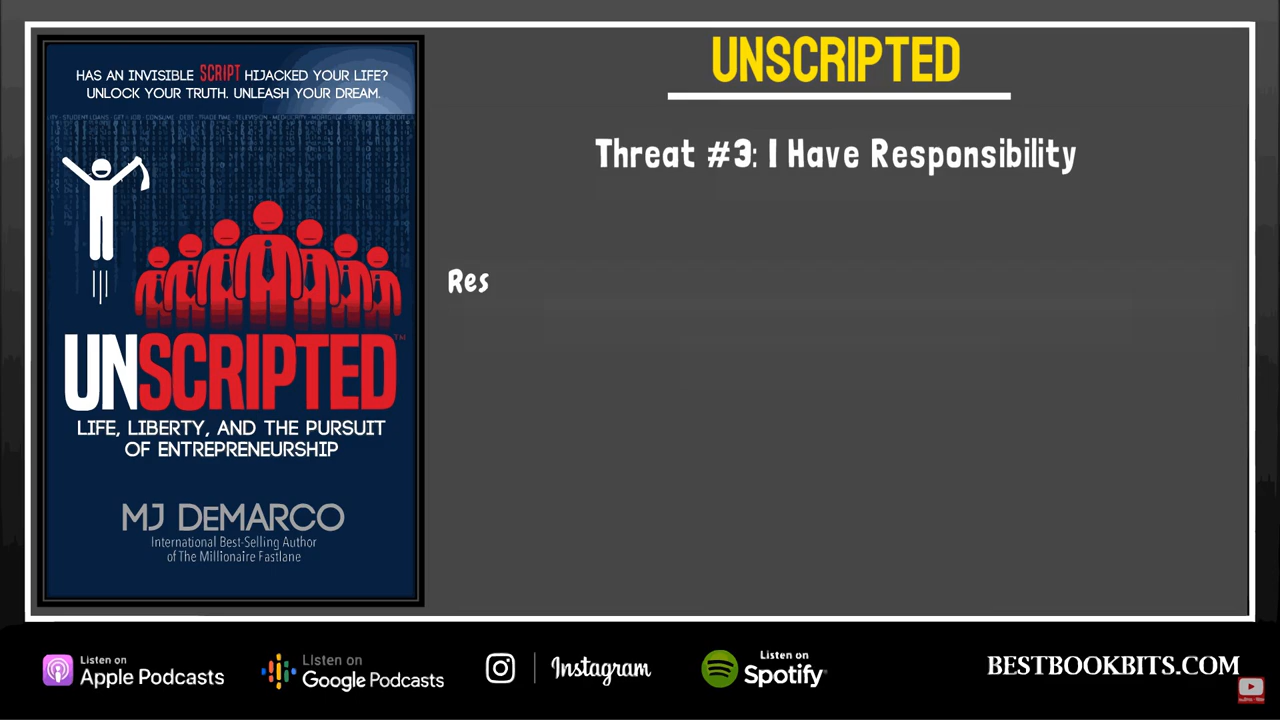 UNSCRIPTED
Threat #3: I Have Responsibility
Res
HAS AN INVISIBLE SCRIPT HIJACKED YOUR LIFE?
UNLOCK YOUR TRUTH. UNLEASH YOUR DREAM.
UNSCRIPTED™
LIFE, LIBERTY, AND THE PURSUIT
OF ENTREPRENEURSHIP
MJ DEMARCO
International Best-Selling Author
of The Millionaire Fastlane
Listen on
Apple Podcasts
Listen on
Google Podcasts
Instagram
Listen on
Spotify
BESTBOOKBITS.COM